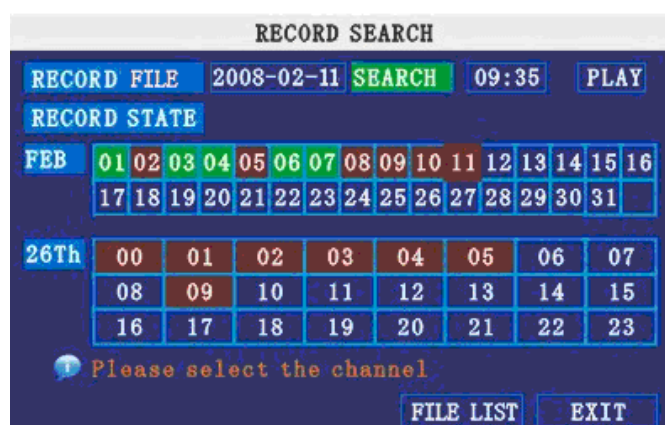 RECORD SEARCH
RECORD FILE 2008-02-11 SEARCH 09:35 PLAY
RECORD STATE
FEB 01 02 03 04 05 06 07 08 09 10 11 12 13 14 15 16
17 18 19 20 21 22 23 24 25 26 27 28 29 30 31
26Th 00 01 02 03 04 05 06 07
08 09 10 11 12 13 14 15
16 17 18 19 20 21 22 23
Please select the channel
FILE LIST EXIT